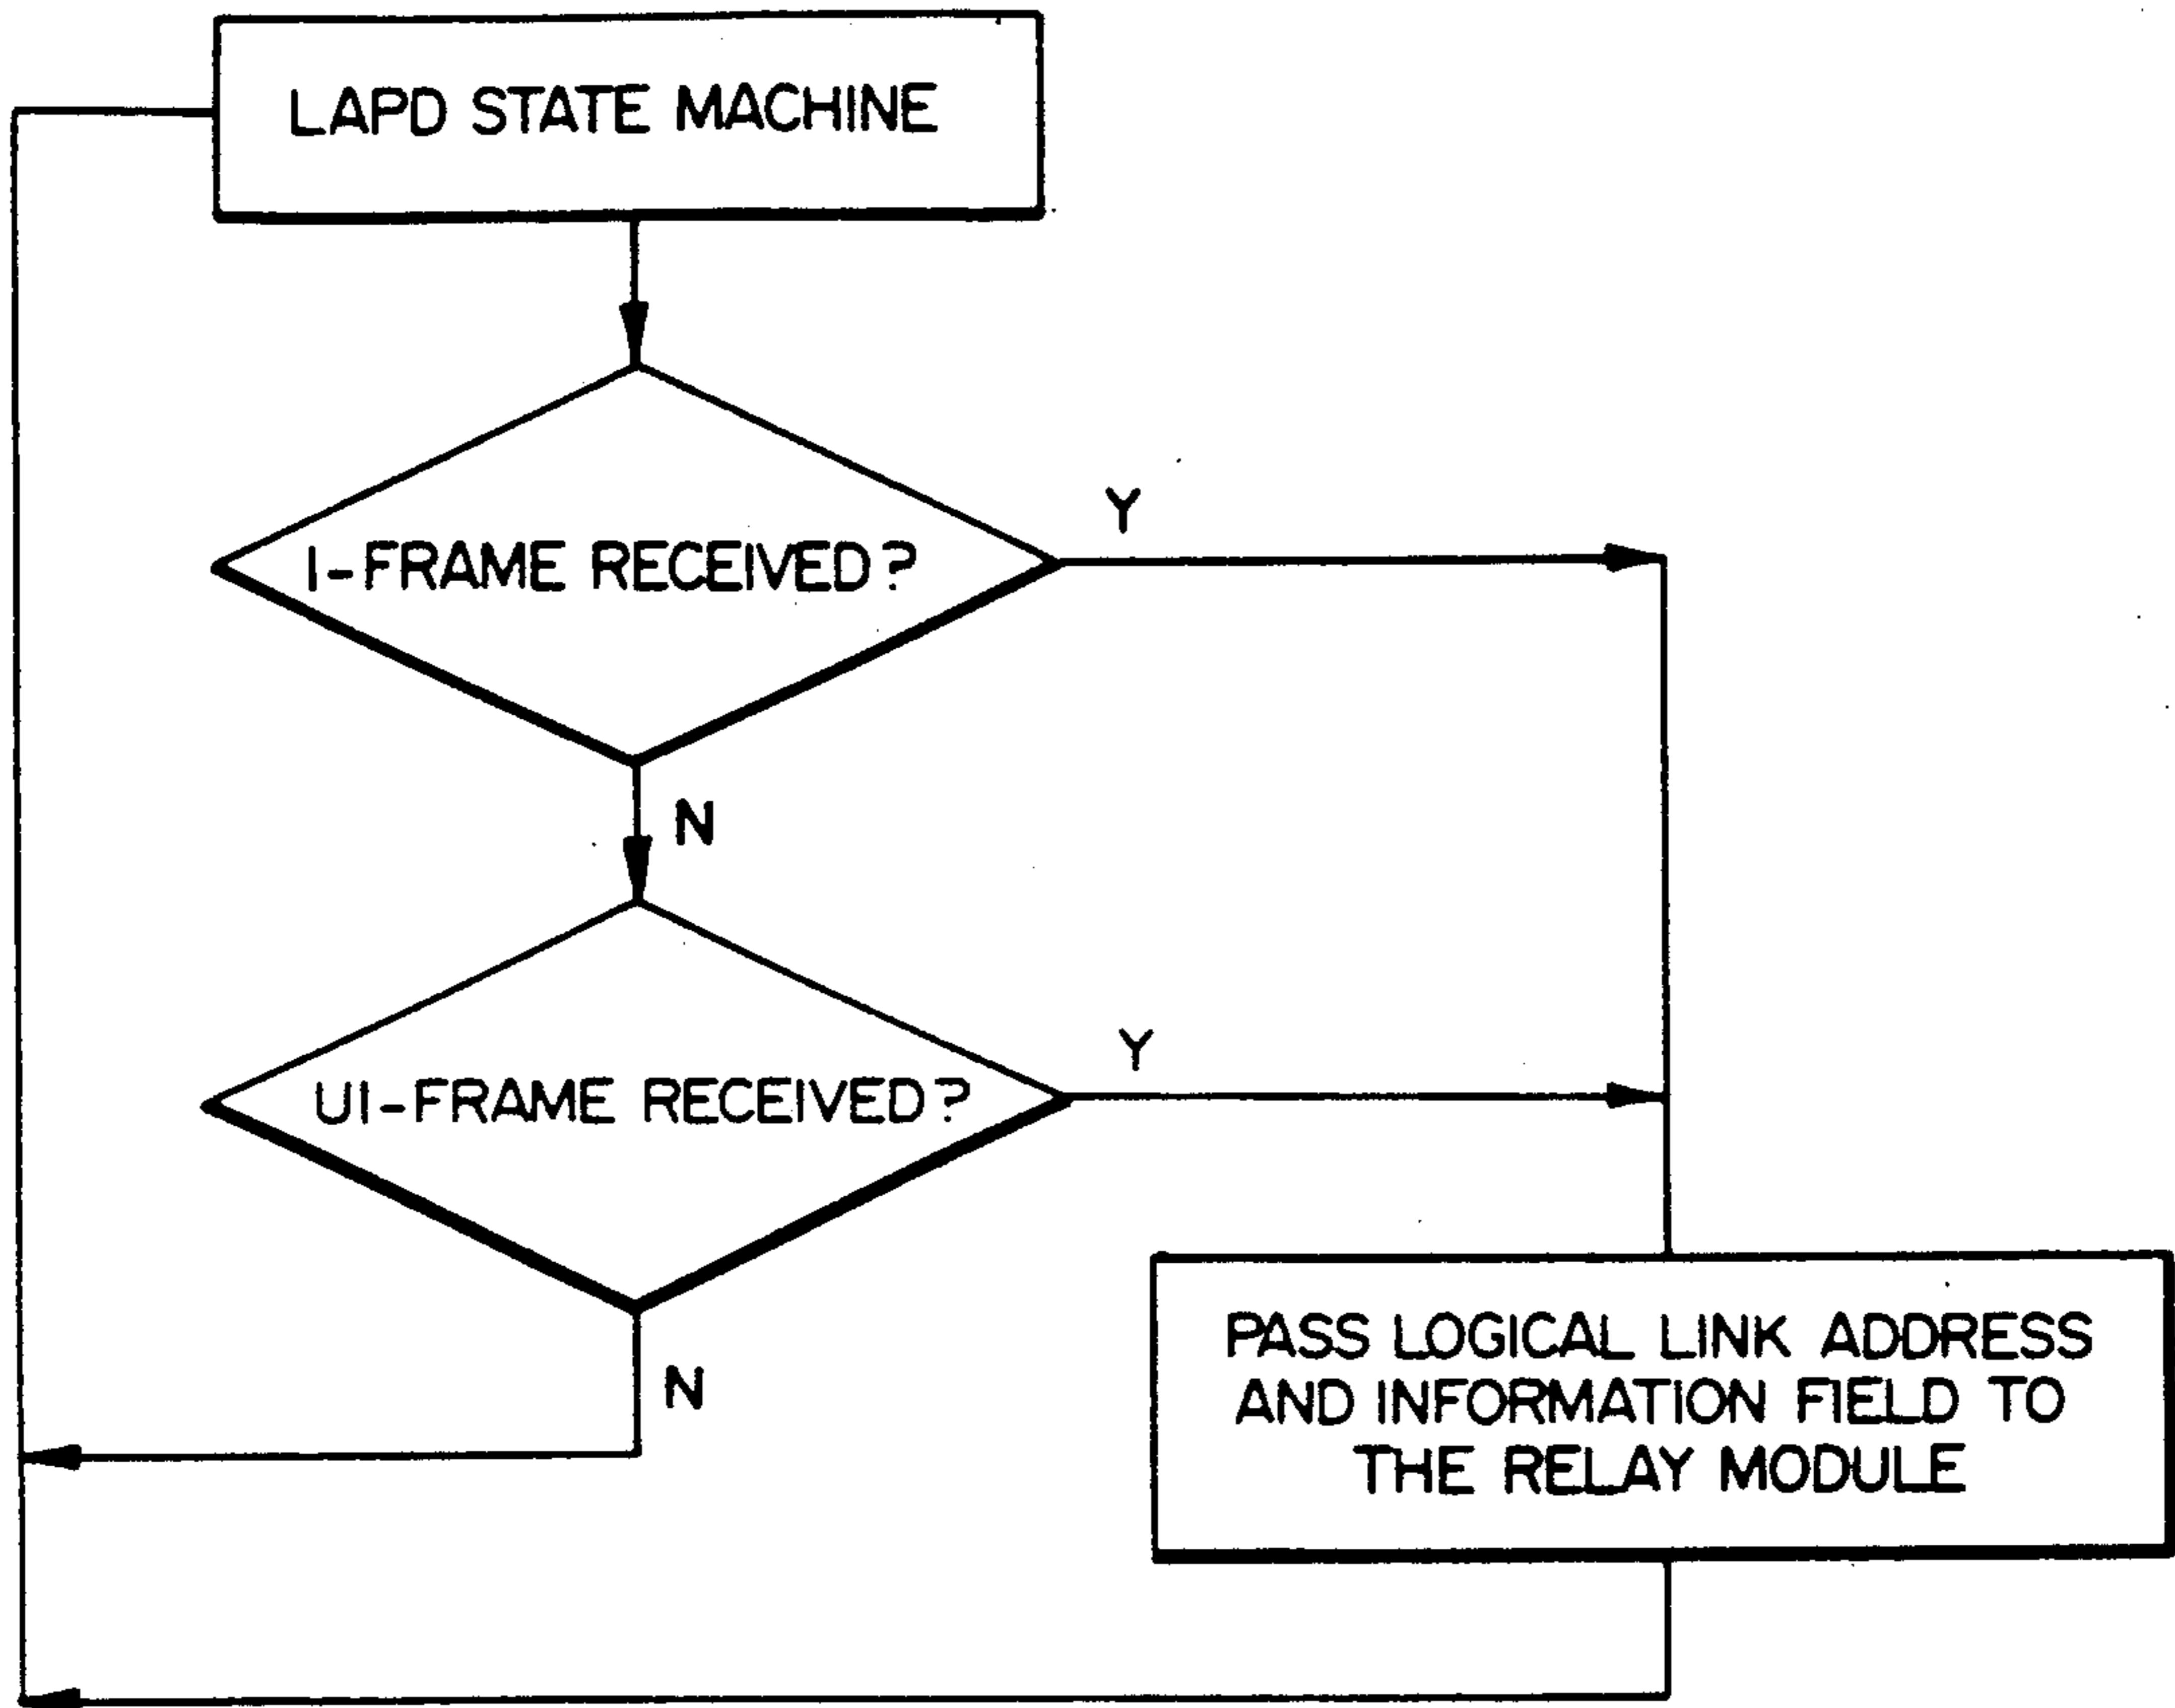 LAPD STATE MACHINE
I-FRAME RECEIVED?
Y
N
UI-FRAME RECEIVED?
Y
N
PASS LOGICAL LINK ADDRESS
AND INFORMATION FIELD TO
THE RELAY MODULE